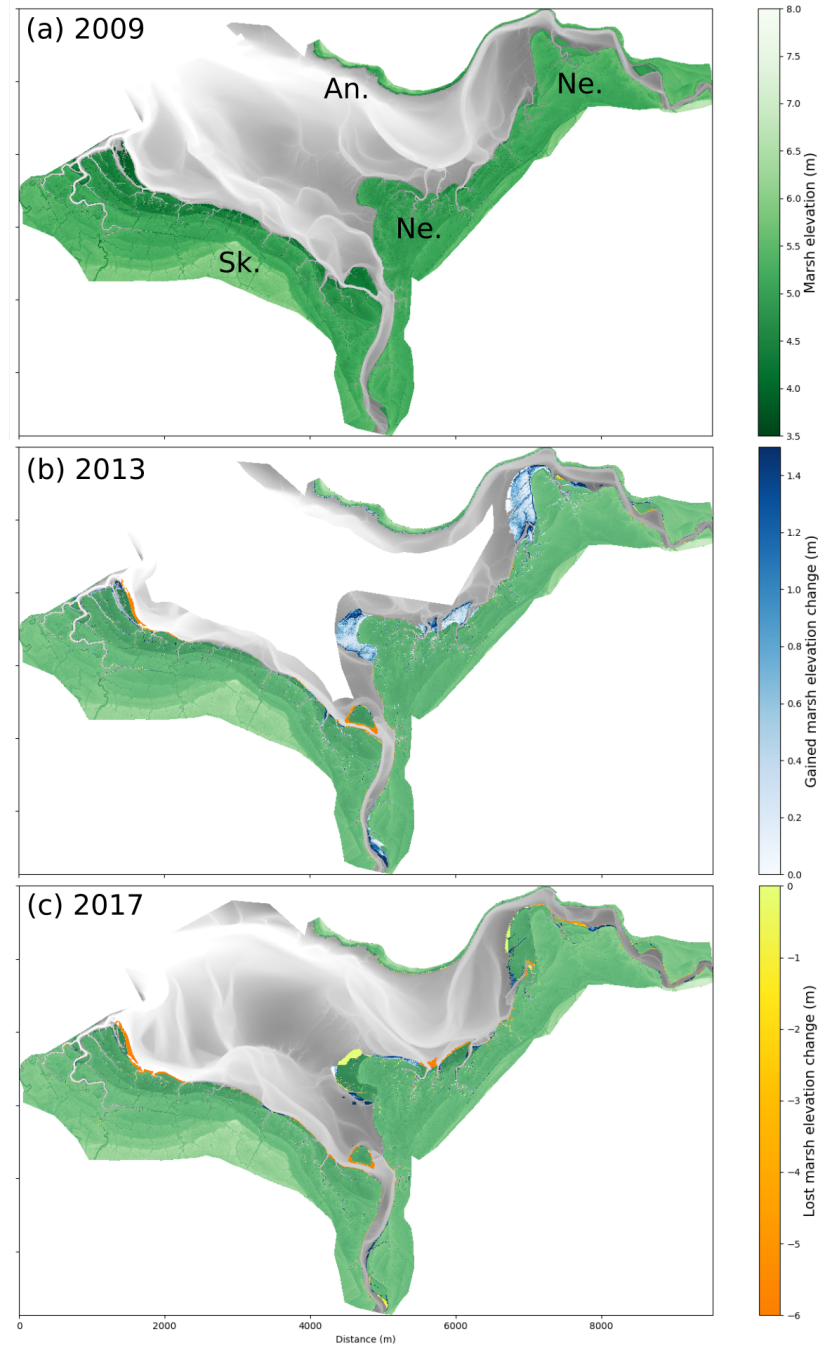 (a) 2009
An.
Ne.
Ne.
Sk.
8.0
7.5
7.0
6.5
6.0
5.5
5.0
4.5
4.0
3.5
Marsh elevation (m)
(b) 2013
1.4
1.2
1.0
0.8
0.6
0.4
0.2
0.0
Gained marsh elevation change (m)
(c) 2017
0
−1
−2
−3
−4
−5
−6
Lost marsh elevation change (m)
0
2000
4000
6000
8000
Distance (m)